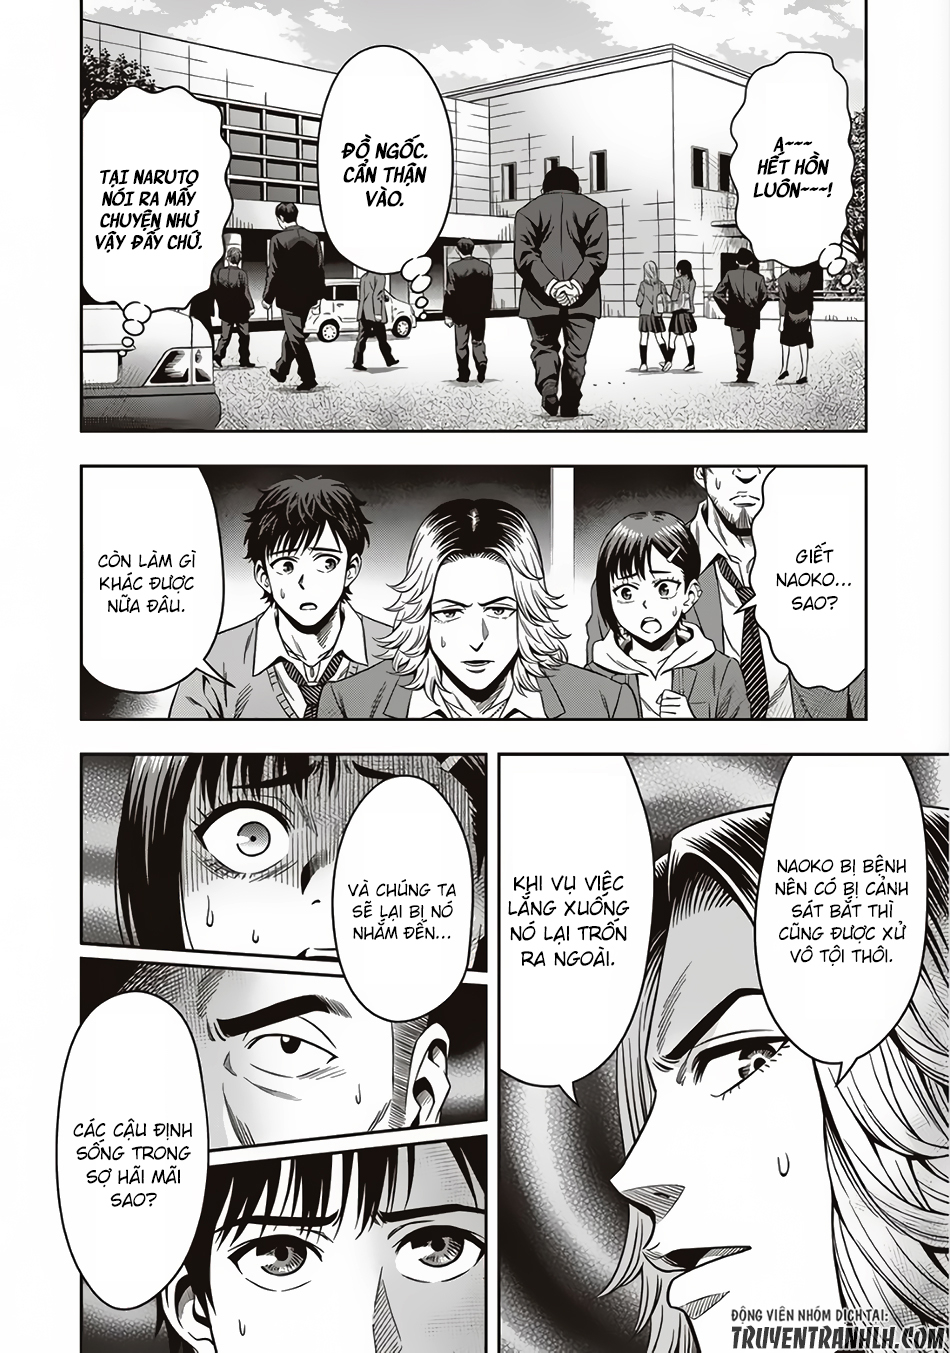 A~~~
HẾT HỒN
LUÔN~~~!
ĐỒ NGỐC.
CẨN THẬN
VÀO.
TẠI NARUTO
NÓI RA MẤY
CHUYỆN NHƯ
VẬY ĐẤY CHỨ.
GIẾT
NAOKO...
SAO?
CÒN LÀM GÌ
KHÁC ĐƯỢC
NỮA ĐÂU.
NAOKO BỊ BỆNH
NÊN CÓ BỊ CẢNH
SÁT BẮT THÌ
CŨNG ĐƯỢC XỬ
VÔ TỘI THÔI.
KHI VỤ VIỆC
LẮNG XUỐNG
NÓ LẠI TRỐN
RA NGOÀI.
VÀ CHÚNG TA
SẼ LẠI BỊ NÓ
NHẮM ĐẾN...
CÁC CẬU ĐỊNH
SỐNG TRONG
SỢ HÃI MÃI
SAO?
ĐỘNG VIÊN NHÓM DỊCH TẠI:
TRUYENTRANHLH.COM